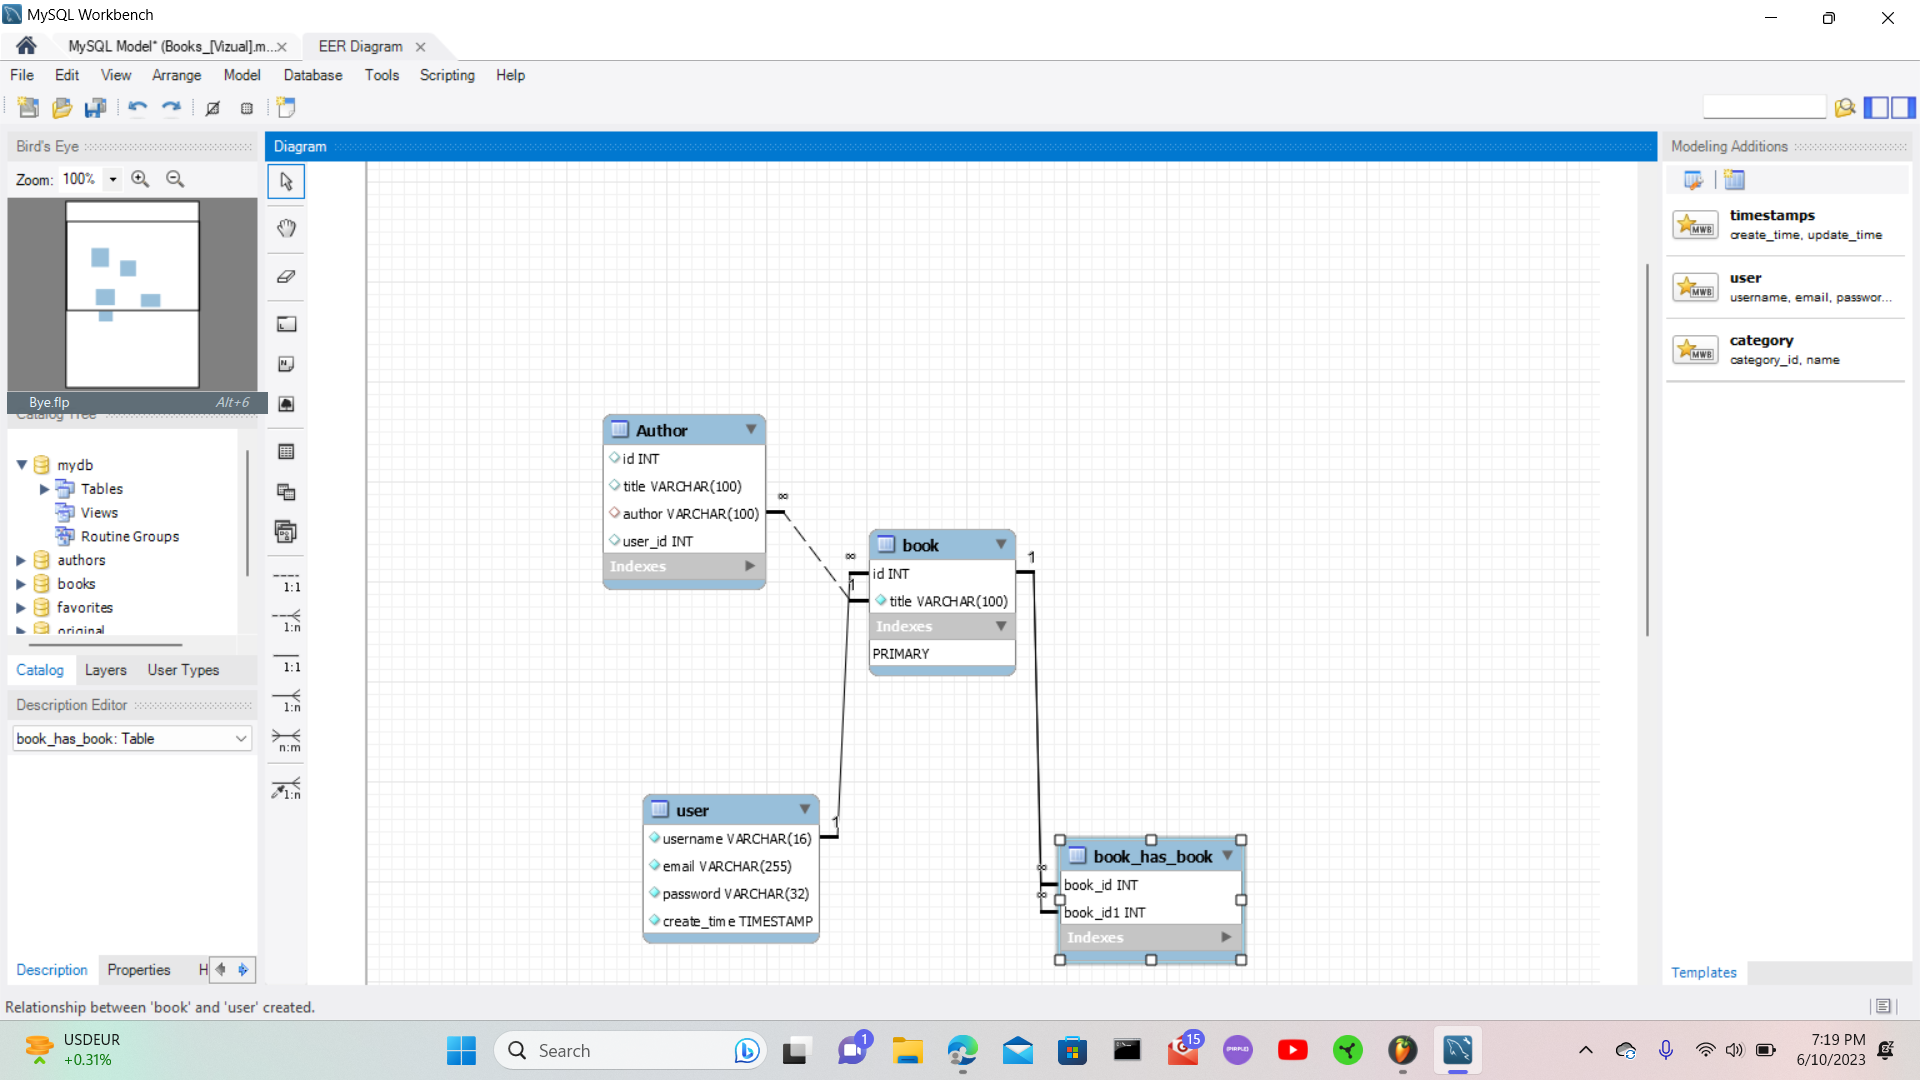 MySQL Workbench
MySQL Model* (Books_[Vizual].m...
EER Diagram
File Edit View Arrange Model Database Tools Scripting Help
Bird's Eye
Zoom: 100%
Bye.flp Alt+6
Catalog Tree
mydb
Tables
Views
Routine Groups
authors
books
favorites
original
Catalog Layers User Types
Description Editor
book_has_book: Table
Description Properties H
Relationship between 'book' and 'user' created.
Diagram
1:1
1:n
1:1
1:n
n:m
1:n
Author
id INT
title VARCHAR(100)
author VARCHAR(100)
user_id INT
Indexes
∞
∞
1
book
id INT
title VARCHAR(100)
Indexes
PRIMARY
1
user
username VARCHAR(16)
email VARCHAR(255)
password VARCHAR(32)
create_time TIMESTAMP
1
∞
∞
book_has_book
book_id INT
book_id1 INT
Indexes
Modeling Additions
MWB
timestamps
create_time, update_time
MWB
user
username, email, passwor...
MWB
category
category_id, name
Templates
USDEUR
+0.31%
Search
1
15
7:19 PM
6/10/2023